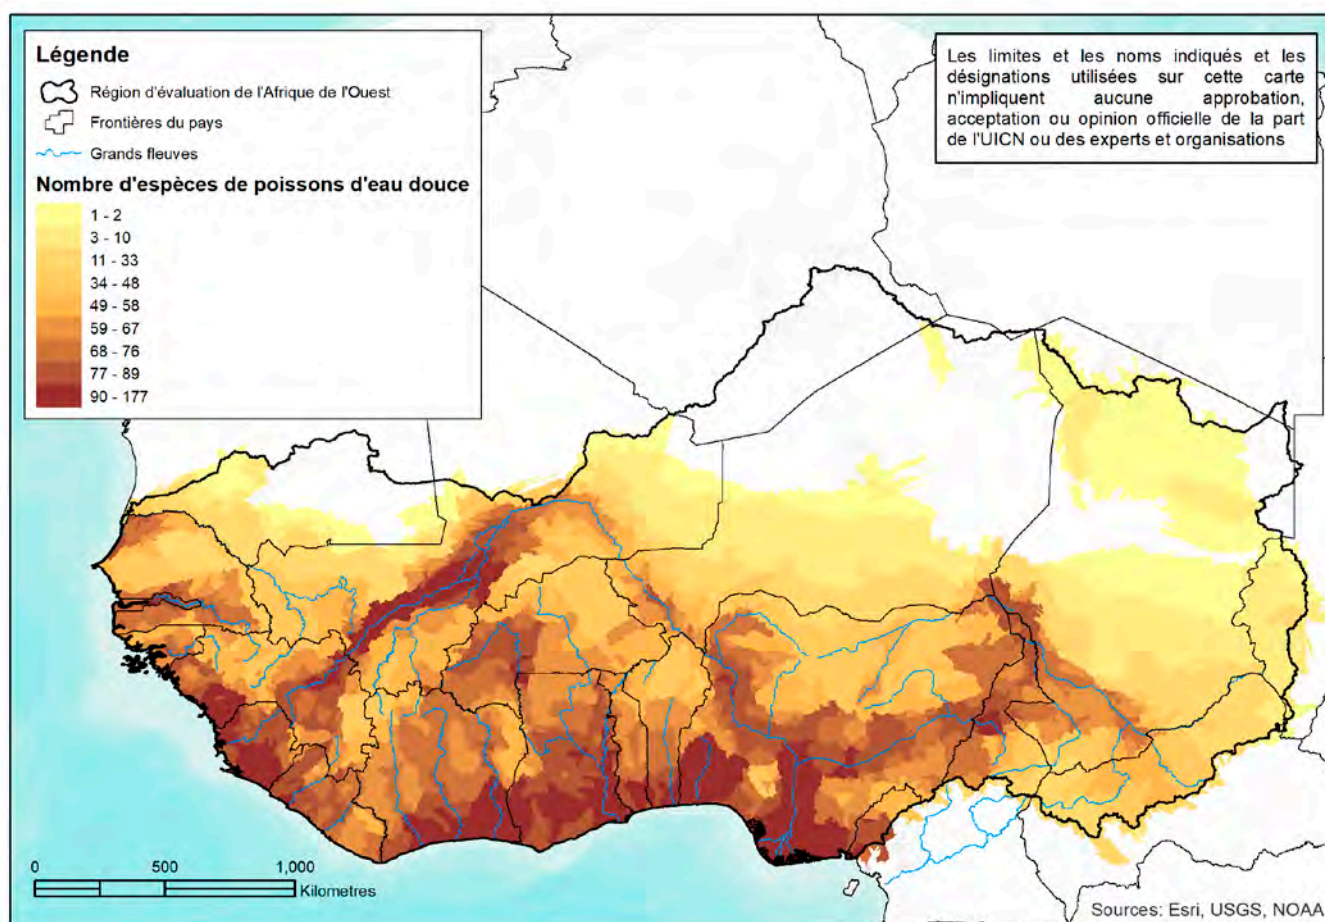 Légende
Région d'évaluation de l'Afrique de l'Ouest
Frontières du pays
Grands fleuves
Nombre d'espèces de poissons d'eau douce
1 - 2
3 - 10
11 - 33
34 - 48
49 - 58
59 - 67
68 - 76
77 - 89
90 - 177
Les limites et les noms indiqués et les
désignations utilisées sur cette carte
n'impliquent aucune approbation,
acceptation ou opinion officielle de la part
de l'UICN ou des experts et organisations
0 500 1,000
Kilometres
Sources: Esri, USGS, NOAA